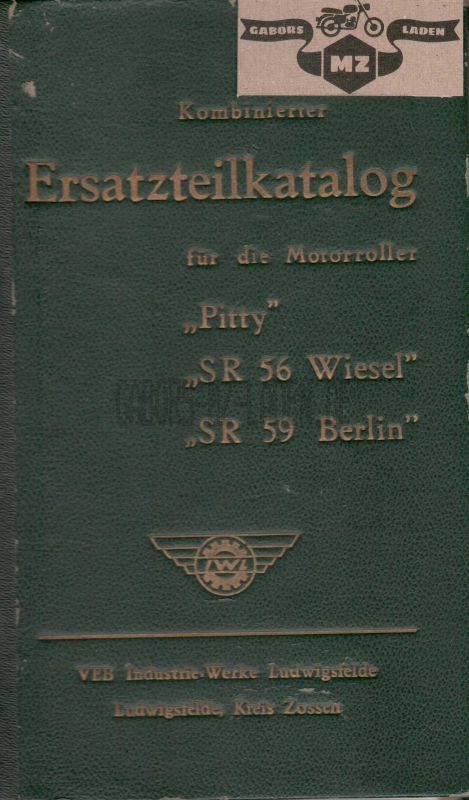 GABORS LADEN
MZ
Kombinierter
Ersatzteilkatalog
für die Motorroller
„Pitty”
„SR 56 Wiesel”
„SR 59 Berlin”
IWL
VEB Industrie-Werke Ludwigsfelde
Ludwigsfelde, Kreis Zossen